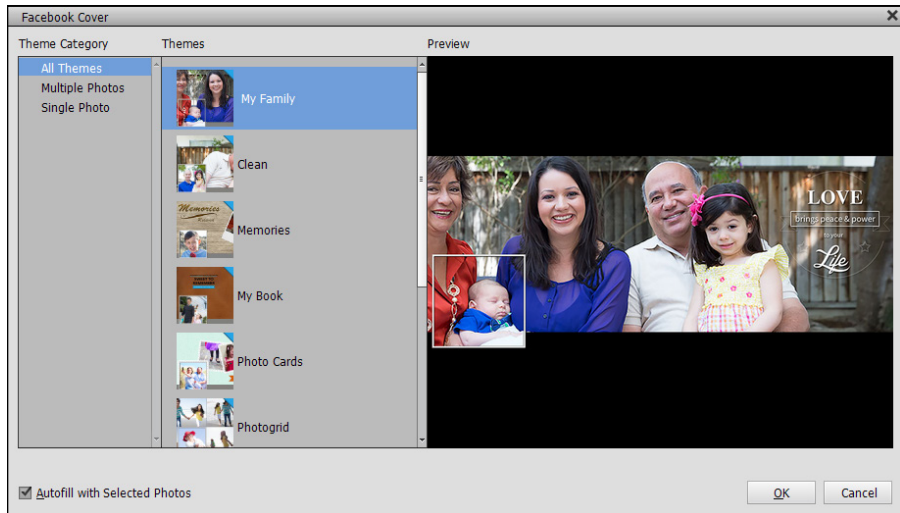 Facebook Cover
Theme Category
Themes
Preview
All Themes
Multiple Photos
Single Photo
My Family
Clean
Memories
Memories
My Book
Photo Cards
Photogrid
LOVE
brings peace & power
to your
Life
Autofill with Selected Photos
OK
Cancel